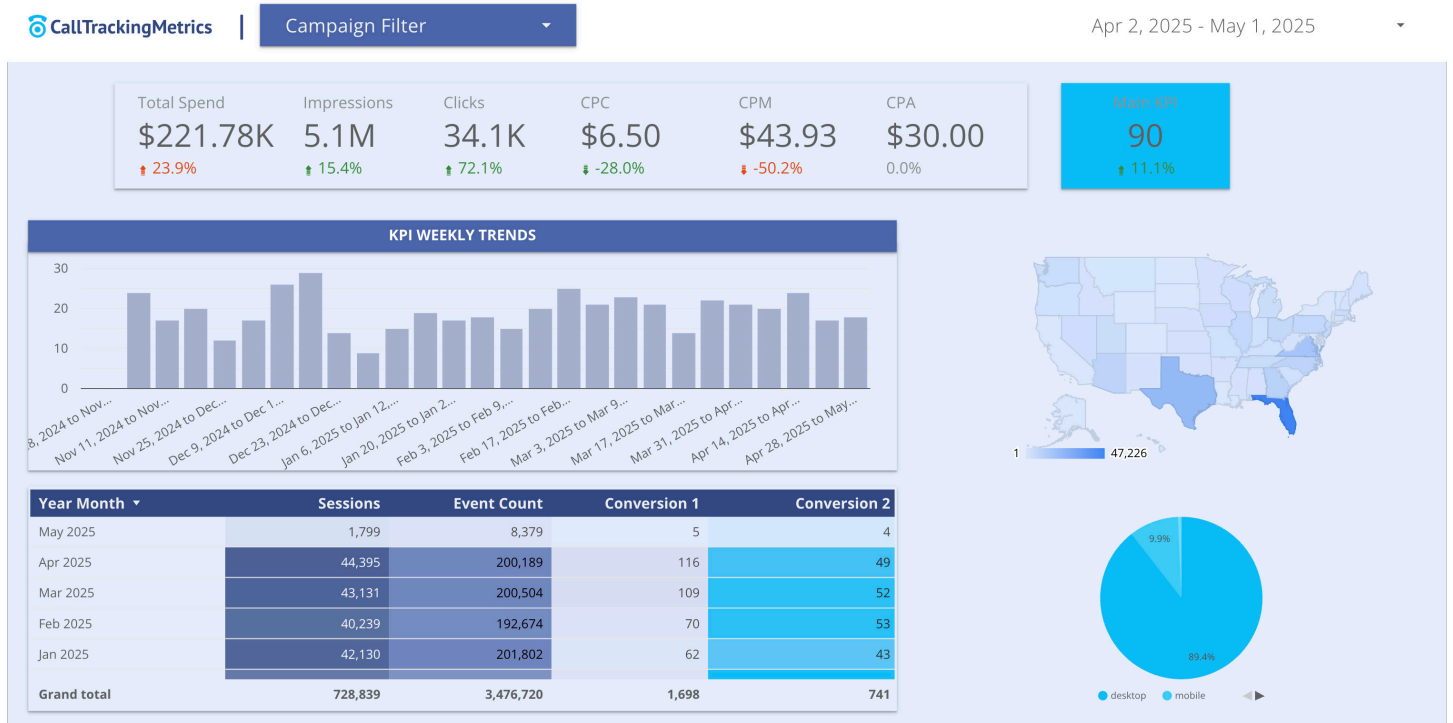 CallTrackingMetrics
Campaign Filter
Apr 2, 2025 - May 1, 2025
Total Spend Impressions Clicks CPC CPM CPA
$221.78K 5.1M 34.1K $6.50 $43.93 $30.00
23.9% 15.4% 72.1% -28.0% -50.2% 0.0%
Main KPI
90
11.1%
KPI WEEKLY TRENDS
30
20
10
0
8, 2024 to Nov...
Nov 11, 2024 to Nov...
Nov 25, 2024 to Dec...
Dec 9, 2024 to Dec 1...
Dec 23, 2024 to Dec...
Jan 6, 2025 to Jan 12,...
Jan 20, 2025 to Jan 2...
Feb 3, 2025 to Feb 9,...
Feb 17, 2025 to Feb...
Mar 3, 2025 to Mar 9...
Mar 17, 2025 to Mar...
Mar 31, 2025 to Apr...
Apr 14, 2025 to Apr...
Apr 28, 2025 to May...
1 47,226
Year Month Sessions Event Count Conversion 1 Conversion 2
May 2025 1,799 8,379 5 4
Apr 2025 44,395 200,189 116 49
Mar 2025 43,131 200,504 109 52
Feb 2025 40,239 192,674 70 53
Jan 2025 42,130 201,802 62 43
Grand total 728,839 3,476,720 1,698 741
9.9%
89.4%
desktop mobile